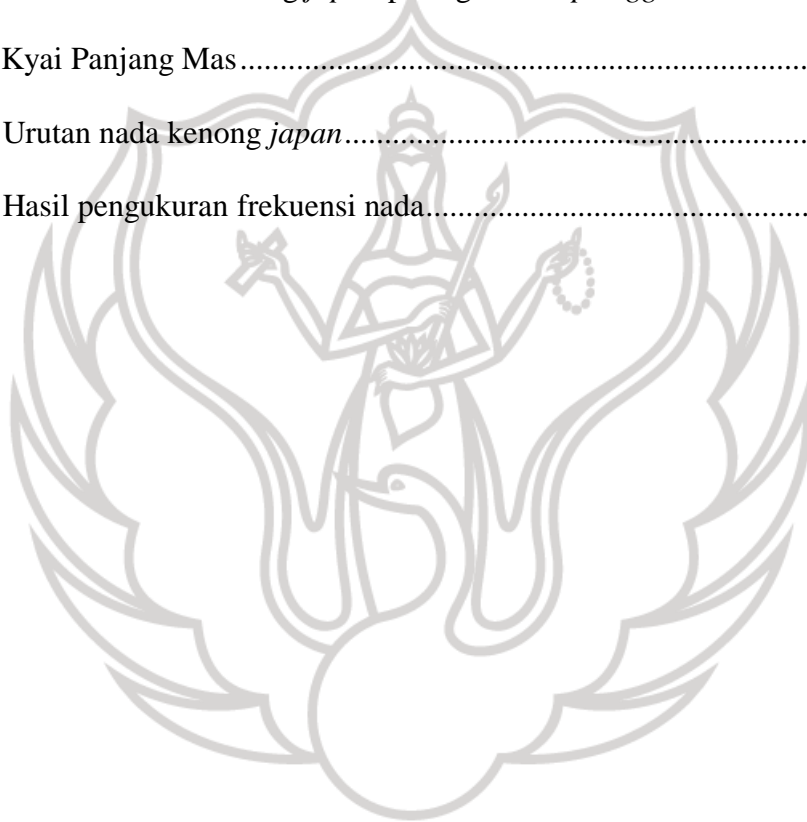 Kyai Panjang Mas............................................................
Urutan nada kenong japan.................................................
Hasil pengukuran frekuensi nada........................................